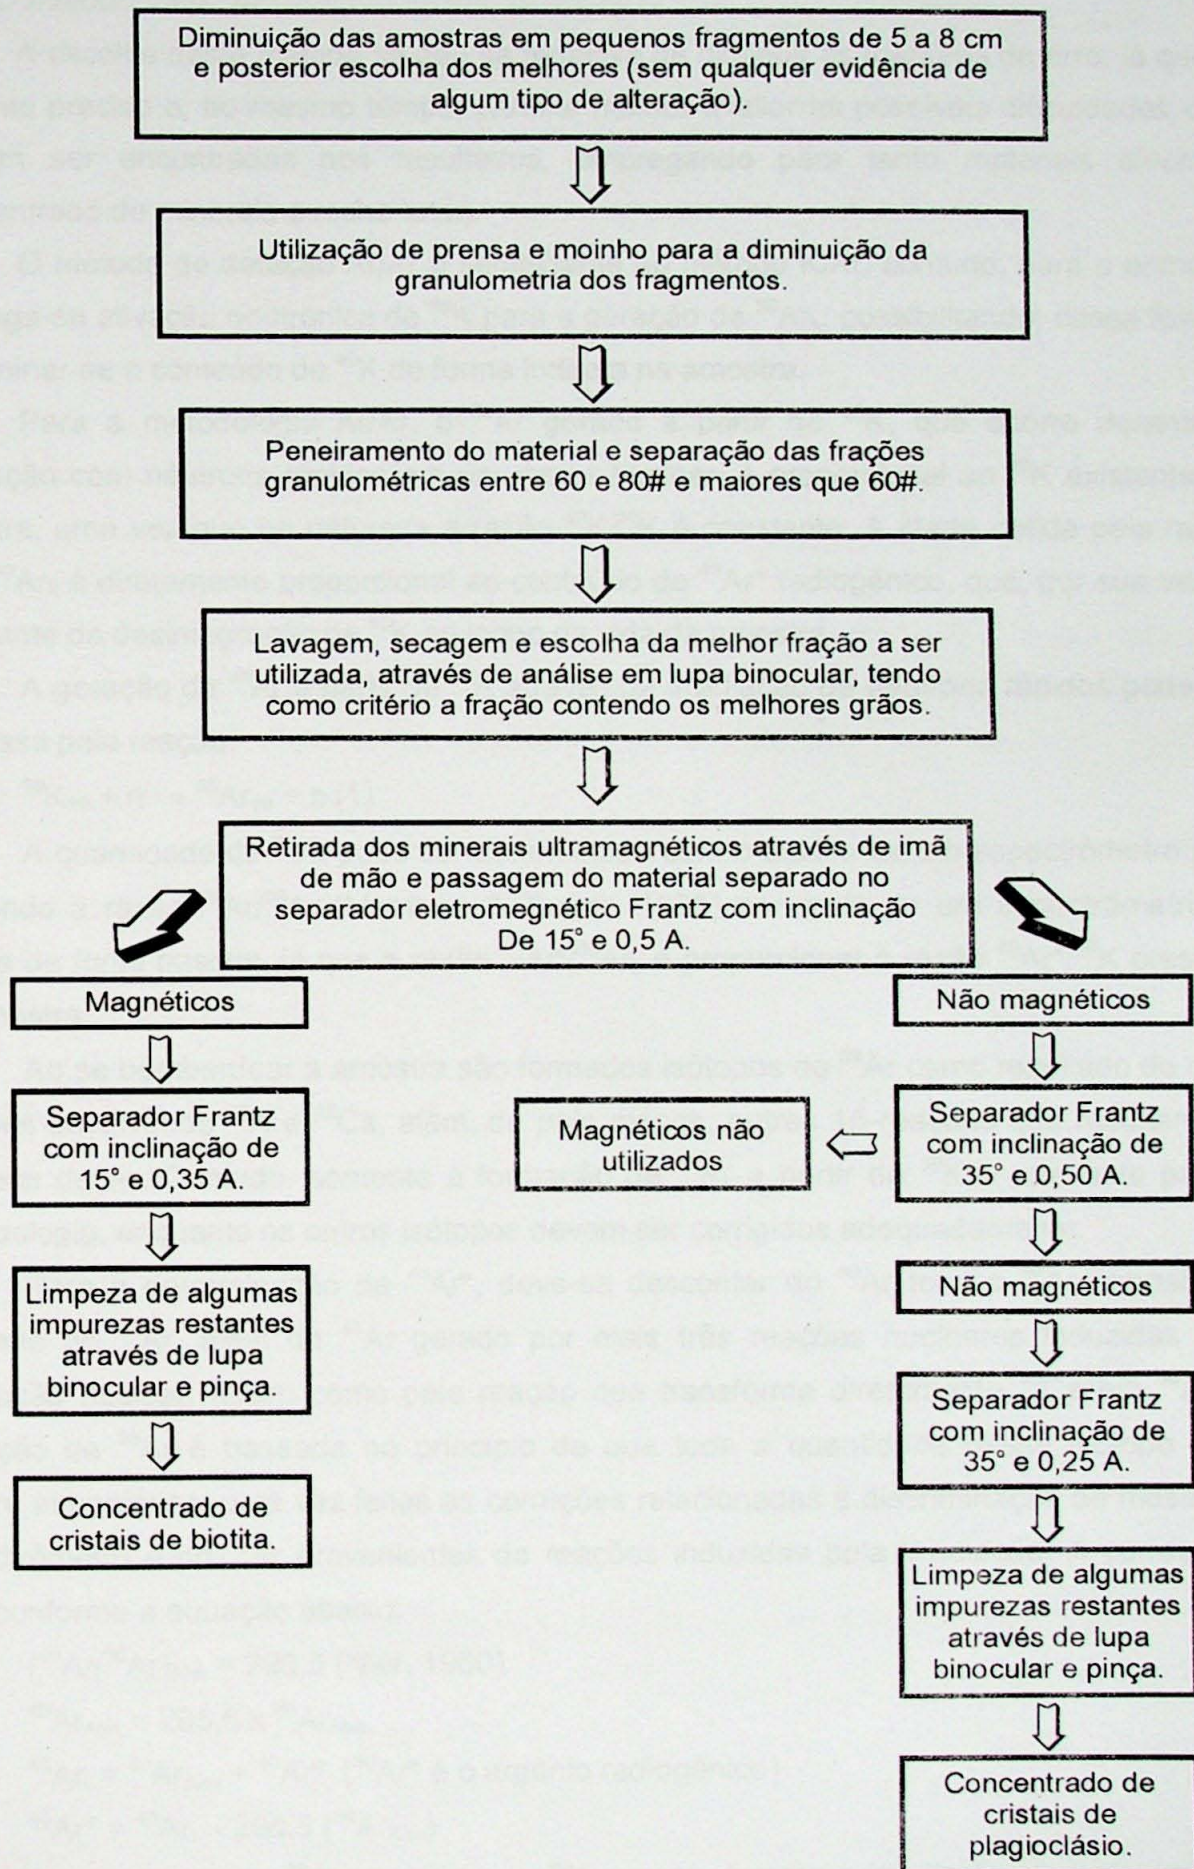 Diminuição das amostras em pequenos fragmentos de 5 a 8 cm
e posterior escolha dos melhores (sem qualquer evidência de
algum tipo de alteração).
Utilização de prensa e moinho para a diminuição da
granulometria dos fragmentos.
Peneiramento do material e separação das frações
granulométricas entre 60 e 80# e maiores que 60#.
Lavagem, secagem e escolha da melhor fração a ser
utilizada, através de análise em lupa binocular, tendo
como critério a fração contendo os melhores grãos.
Retirada dos minerais ultramagnéticos através de imã
de mão e passagem do material separado no
separador eletromegnético Frantz com inclinação
De 15° e 0,5 A.
Magnéticos
Separador Frantz
com inclinação de
15° e 0,35 A.
Limpeza de algumas
impurezas restantes
através de lupa
binocular e pinça.
Concentrado de
cristais de biotita.
Não magnéticos
Separador Frantz
com inclinação de
35° e 0,50 A.
Magnéticos não
utilizados
Não magnéticos
Separador Frantz
com inclinação de
35° e 0,25 A.
Limpeza de algumas
impurezas restantes
através de lupa
binocular e pinça.
Concentrado de
cristais de
plagioclásio.